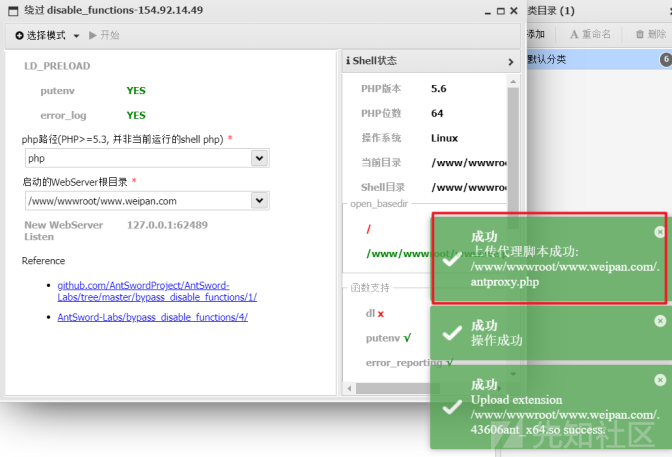 绕过 disable_functions-154.92.14.49
选择模式
开始
LD_PRELOAD
putenv YES
error_log YES
php路径(PHP>=5.3, 并非当前运行的shell php) *
php
启动的WebServer根目录 *
/www/wwwroot/www.weipan.com
New WebServer Listen 127.0.0.1:62489
Reference
github.com/AntSwordProject/AntSword-
Labs/tree/master/bypass_disable_functions/1/
AntSword-Labs/bypass_disable_functions/4/
Shell状态
PHP版本 5.6
PHP位数 64
操作系统 Linux
当前目录 /www/wwwro
Shell目录 /www/wwwro
open_basedir
/
/www/wwwroot/
函数支持
dl x
putenv √
error_reporting √
类目录 (1)
添加
重命名
删除
默认分类
6
成功
上传代理脚本成功:
/www/wwwroot/www.weipan.com/
.antproxy.php
成功
操作成功
成功
Upload extension
/www/wwwroot/www.weipan.com/.
43606ant_x64.so success.
先知社区